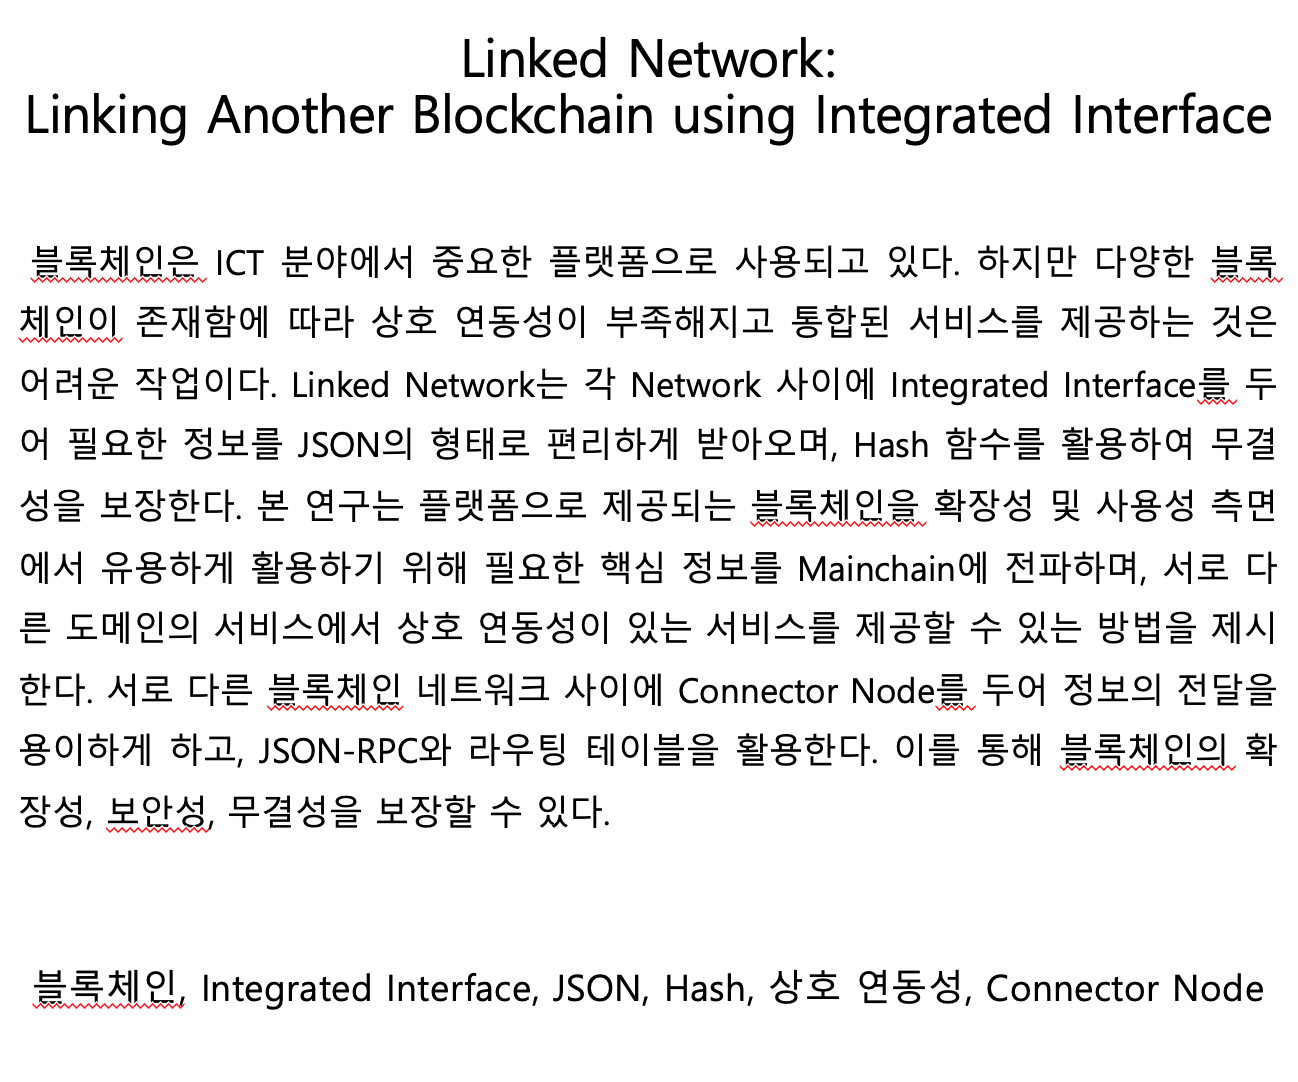 Linked Network:
Linking Another Blockchain using Integrated Interface
블록체인은 ICT 분야에서 중요한 플랫폼으로 사용되고 있다. 하지만 다양한 블록
체인이 존재함에 따라 상호 연동성이 부족해지고 통합된 서비스를 제공하는 것은
어려운 작업이다. Linked Network는 각 Network 사이에 Integrated Interface를 두
어 필요한 정보를 JSON의 형태로 편리하게 받아오며, Hash 함수를 활용하여 무결
성을 보장한다. 본 연구는 플랫폼으로 제공되는 블록체인을 확장성 및 사용성 측면
에서 유용하게 활용하기 위해 필요한 핵심 정보를 Mainchain에 전파하며, 서로 다
른 도메인의 서비스에서 상호 연동성이 있는 서비스를 제공할 수 있는 방법을 제시
한다. 서로 다른 블록체인 네트워크 사이에 Connector Node를 두어 정보의 전달을
용이하게 하고, JSON-RPC와 라우팅 테이블을 활용한다. 이를 통해 블록체인의 확
장성, 보안성, 무결성을 보장할 수 있다.
블록체인, Integrated Interface, JSON, Hash, 상호 연동성, Connector Node